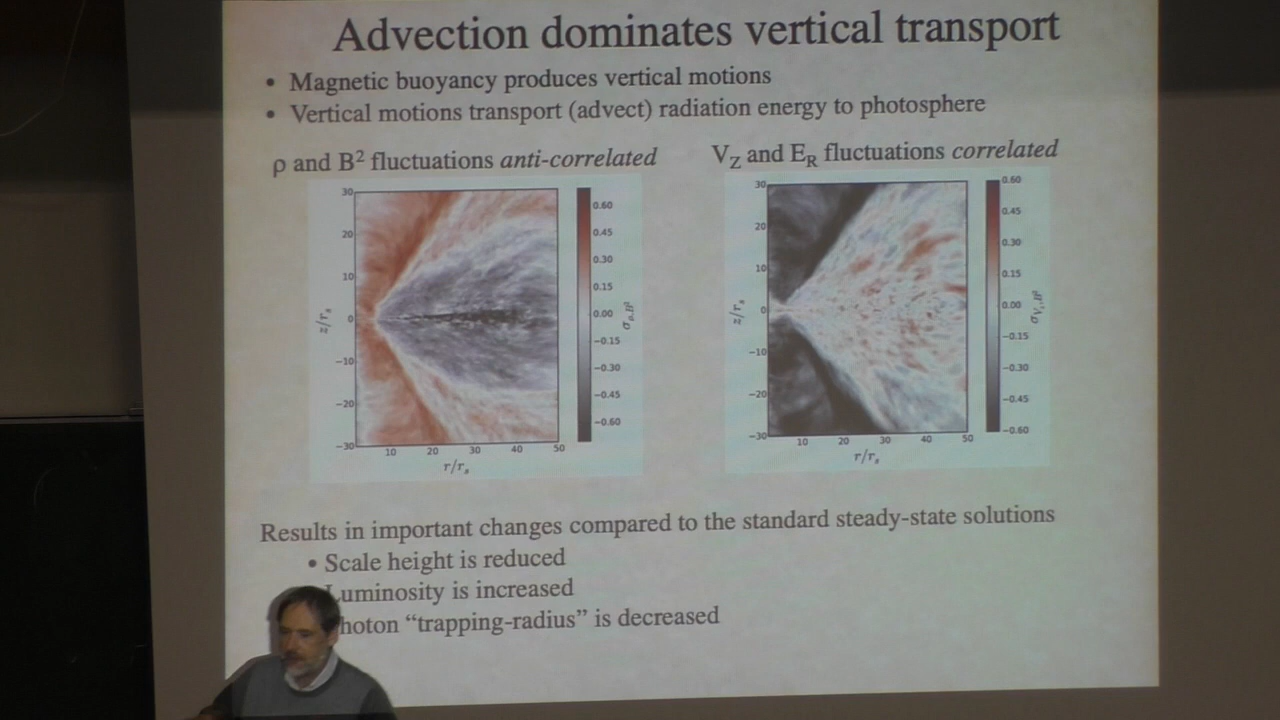 Advection dominates vertical transport
• Magnetic buoyancy produces vertical motions
• Vertical motions transport (advect) radiation energy to photosphere
ρ and B² fluctuations anti-correlated
V_Z and E_R fluctuations correlated
30
20
10
0
−10
−20
−30
z/r_s
10 20 30 40 50
r/r_s
0.60
0.45
0.30
0.15
0.00
−0.15
−0.30
−0.45
−0.60
30
20
10
0
−10
−20
−30
z/r_s
10 20 30 40 50
r/r_s
0.60
0.45
0.30
0.15
0.00
−0.15
−0.30
−0.45
−0.60
Results in important changes compared to the standard steady-state solutions
• Scale height is reduced
Luminosity is increased
hoton “trapping-radius” is decreased